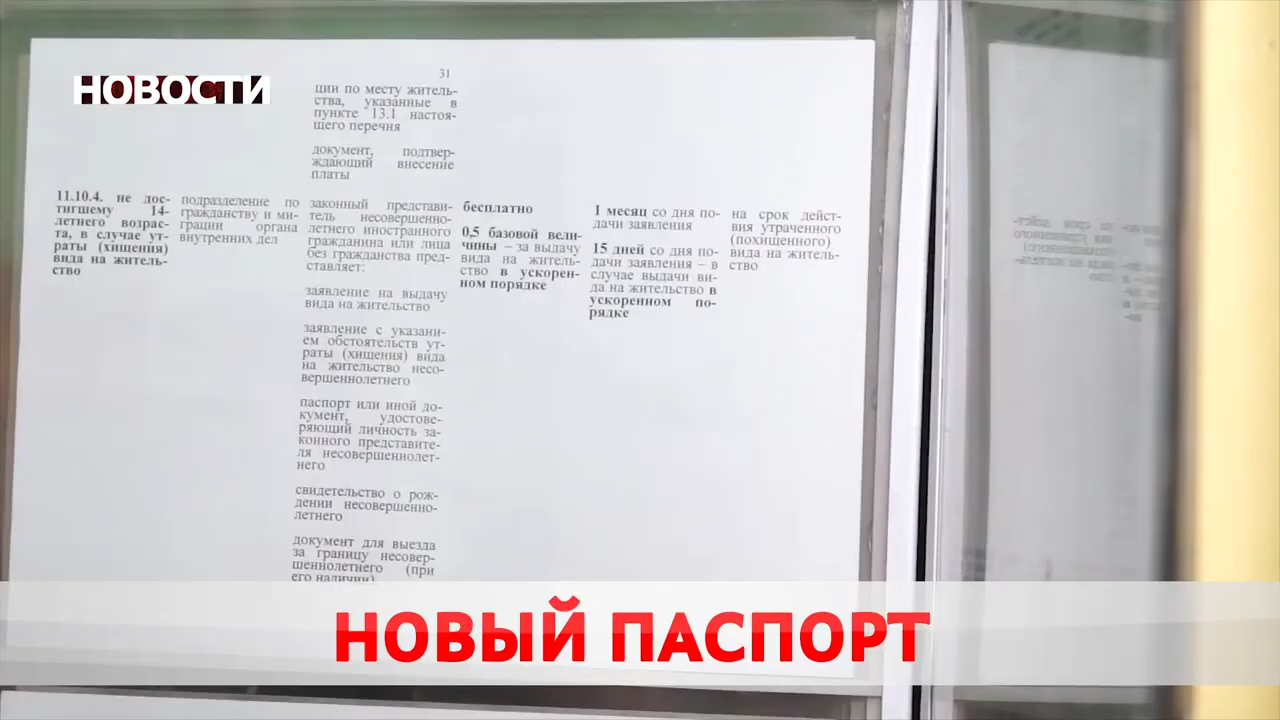 НОВОСТИ
31
ции по месту житель-
ства, указанные в
пункте 13.1 настоя-
щего перечня
документ, подтвер-
ждающий внесение
платы
11.10.4. не дос-
тигшему 14-
летнего возрас-
та, в случае ут-
раты (хищения)
вида на житель-
ство
подразделение по
гражданству и ми-
грации органа
внутренних дел
законный представи-
тель несовершенно-
летнего иностранного
гражданина или лица
без гражданства пред-
ставляет:
заявление на выдачу
вида на жительство
заявление с указани-
ем обстоятельств ут-
раты (хищения) вида
на жительство несо-
вершеннолетнего
паспорт или иной до-
кумент, удостове-
ряющий личность за-
конного представите-
ля несовершеннолет-
него
свидетельство о рож-
дении несовершенно-
летнего
документ для выезда
за границу несовер-
шеннолетнего (при
его наличии)
бесплатно
0,5 базовой вели-
чины – за выдачу
вида на житель-
ство в ускорен-
ном порядке
1 месяц со дня по-
дачи заявления
15 дней со дня по-
дачи заявления – в
случае выдачи ви-
да на жительство в
ускоренном по-
рядке
на срок дейст-
вия утраченного
(похищенного)
вида на житель-
ство
НОВЫЙ ПАСПОРТ